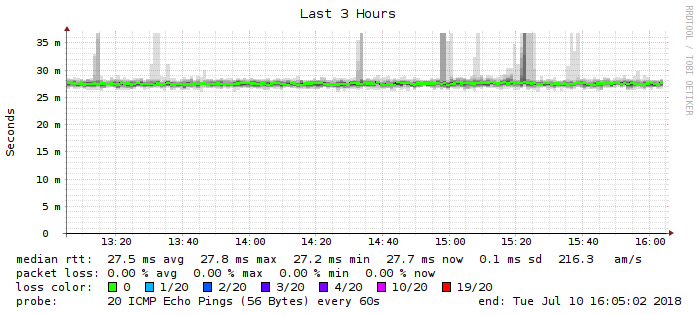 Last 3 Hours
RRDTOOL / TOBI OETIKER
Seconds
35 m
30 m
25 m
20 m
15 m
10 m
5 m
0
13:20 13:40 14:00 14:20 14:40 15:00 15:20 15:40 16:00
median rtt: 27.5 ms avg 27.8 ms max 27.2 ms min 27.7 ms now 0.1 ms sd 216.3 am/s
packet loss: 0.00 % avg 0.00 % max 0.00 % min 0.00 % now
loss color: 0 1/20 2/20 3/20 4/20 10/20 19/20
probe: 20 ICMP Echo Pings (56 Bytes) every 60s end: Tue Jul 10 16:05:02 2018